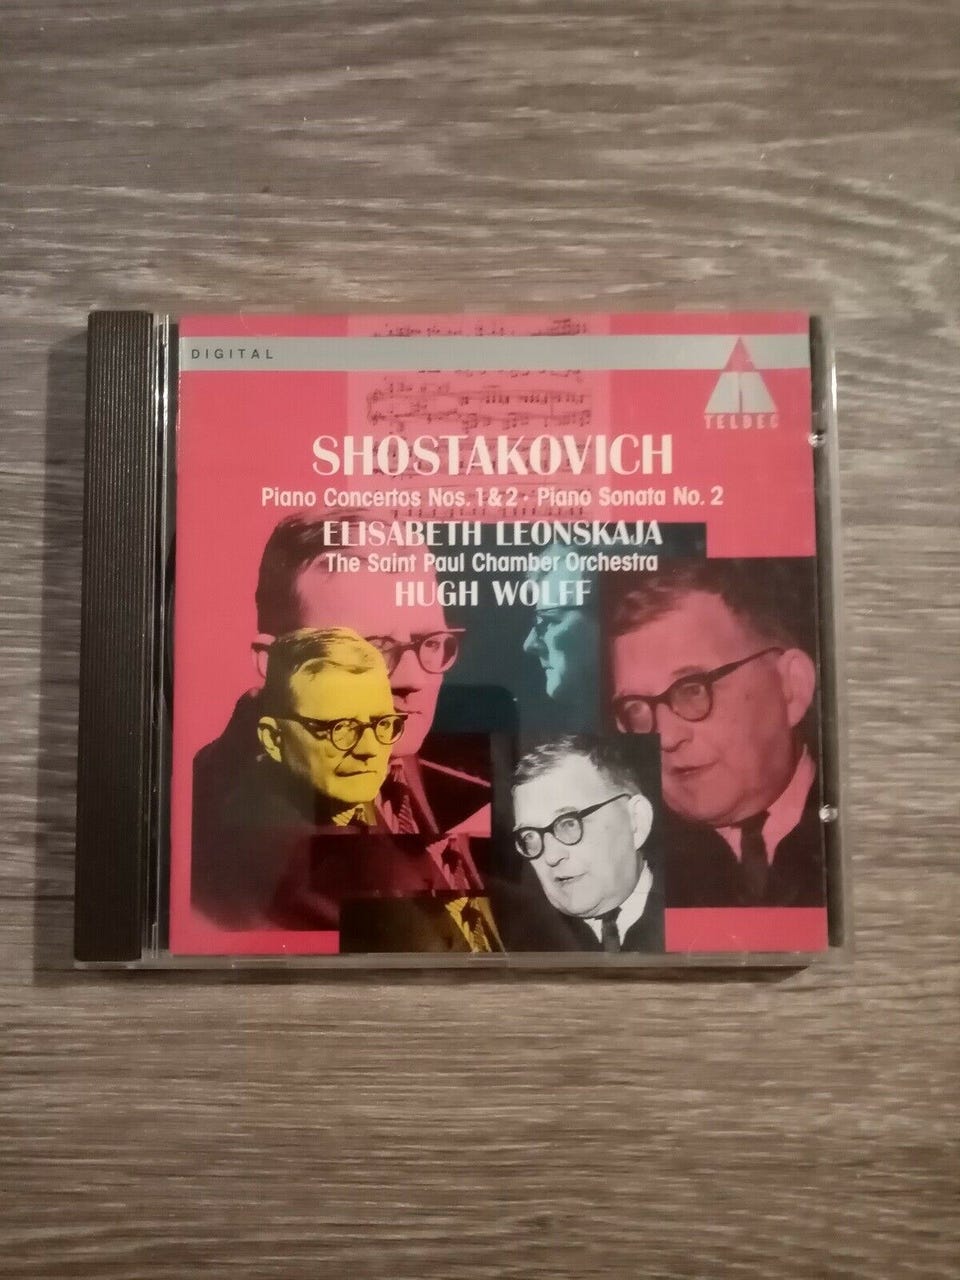 DIGITAL
TELDEC
SHOSTAKOVICH
Piano Concertos Nos. 1 & 2 · Piano Sonata No. 2
ELISABETH LEONSKAJA
The Saint Paul Chamber Orchestra
HUGH WOLFF